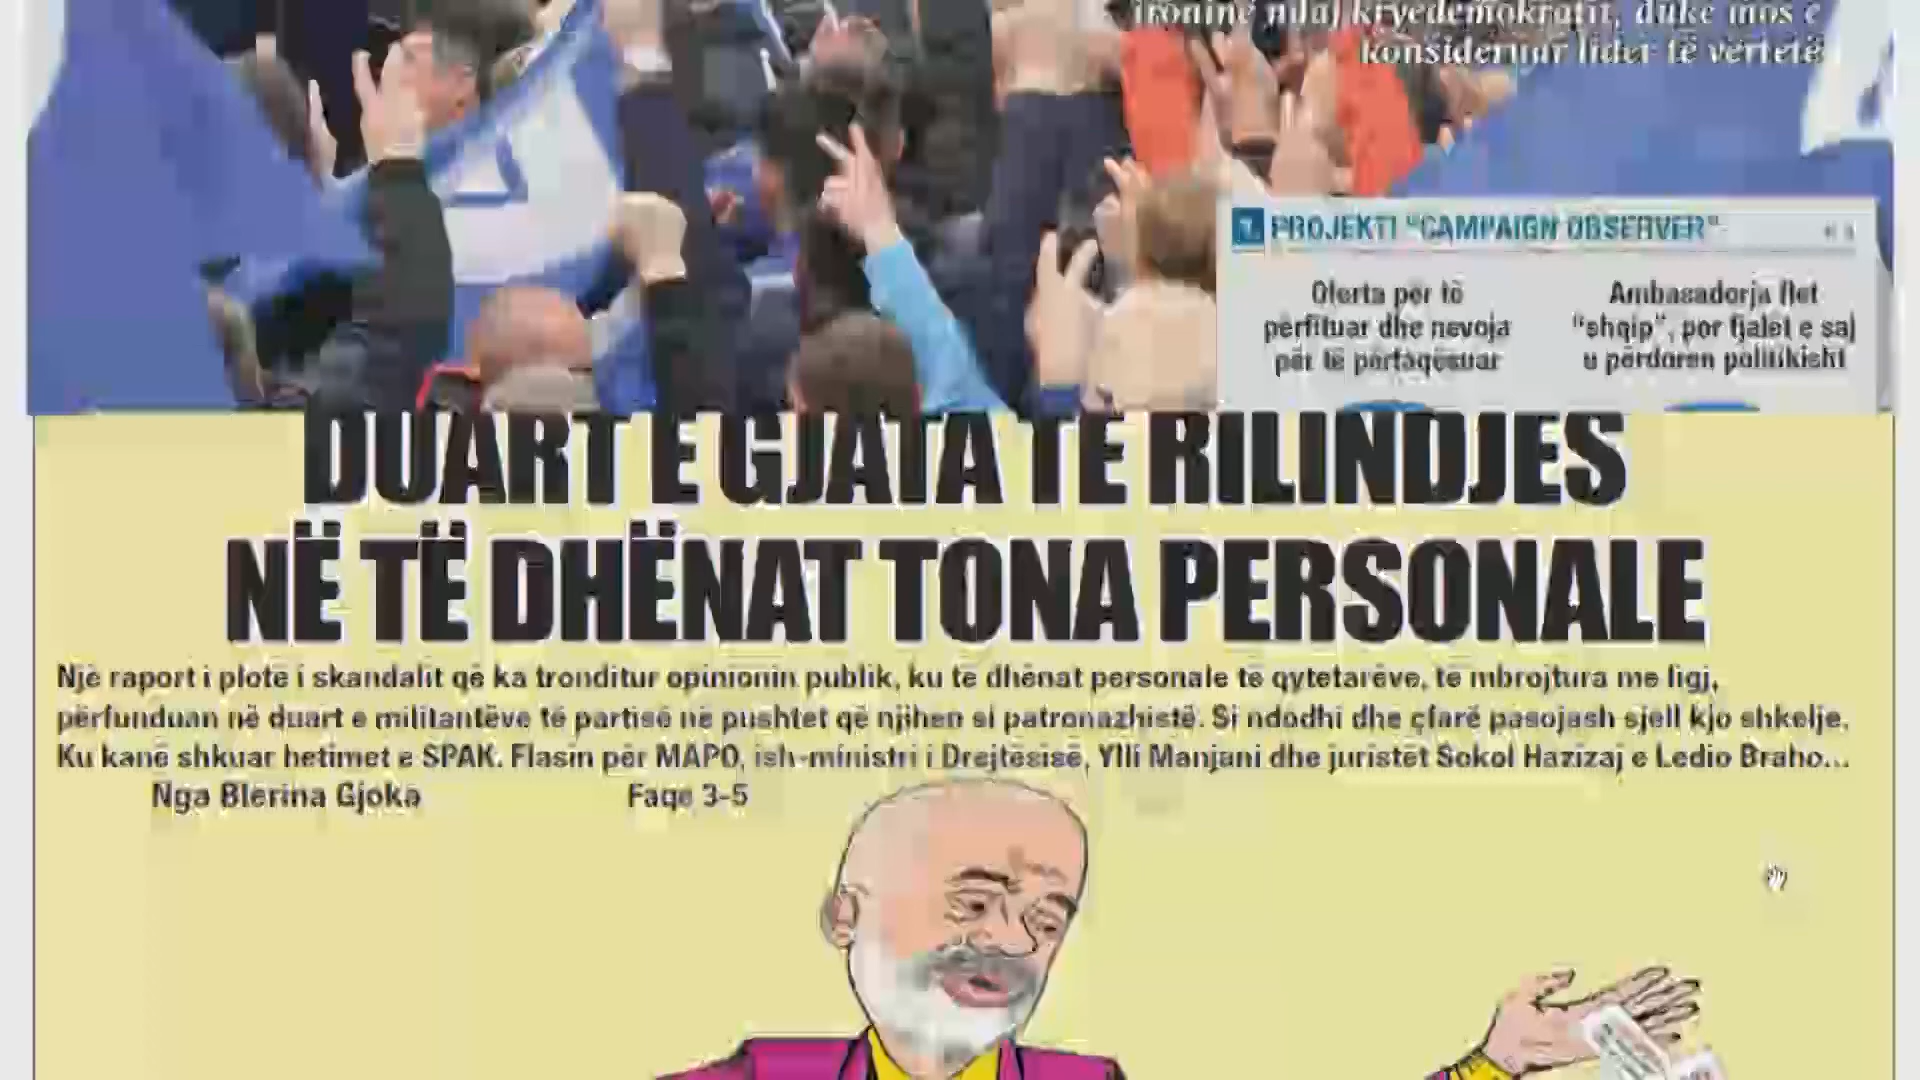 ironinë ndaj kryedemokratit, duke mos e
konsideruar lider të vërtetë
PROJEKTI "CAMPAIGN OBSERVER"
Oferta për të
përfituar dhe nevoja
për të përfaqësuar
Ambasadorja flet
"shqip", por fjalët e saj
u përdoren politikisht
DUART E GJATA TË RILINDJES
NË TË DHËNAT TONA PERSONALE
Një raport i plotë i skandalit që ka tronditur opinionin publik, ku të dhënat personale të qytetarëve, të mbrojtura me ligj,
përfunduan në duart e militantëve të partisë në pushtet që njihen si patronazhistë. Si ndodhi dhe çfarë pasojash sjell kjo shkelje.
Ku kanë shkuar hetimet e SPAK. Flasin për MAPO, ish-ministri i Drejtësisë, Ylli Manjani dhe juristët Sokol Hazizaj e Ledio Braho...
Nga Blerina Gjoka
Faqe 3-5